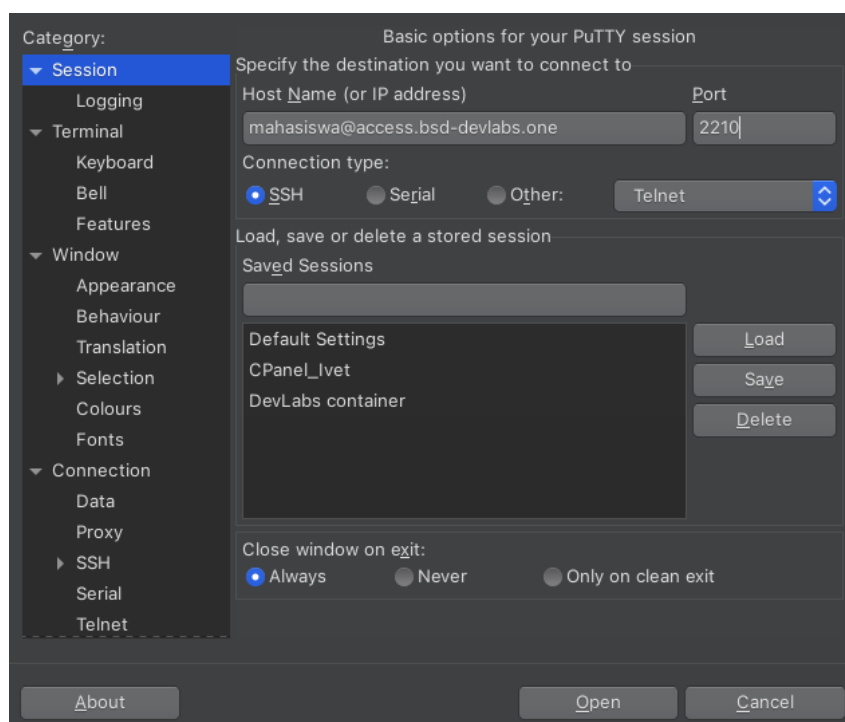 Category:
Session
Logging
Terminal
Keyboard
Bell
Features
Window
Appearance
Behaviour
Translation
Selection
Colours
Fonts
Connection
Data
Proxy
SSH
Serial
Telnet
Basic options for your PuTTY session
Specify the destination you want to connect to
Host Name (or IP address) Port
mahasiswa@access.bsd-devlabs.one 2210
Connection type:
SSH Serial Other: Telnet
Load, save or delete a stored session
Saved Sessions
Default Settings
CPanel_Ivet
DevLabs container
Load
Save
Delete
Close window on exit:
Always Never Only on clean exit
About Open Cancel